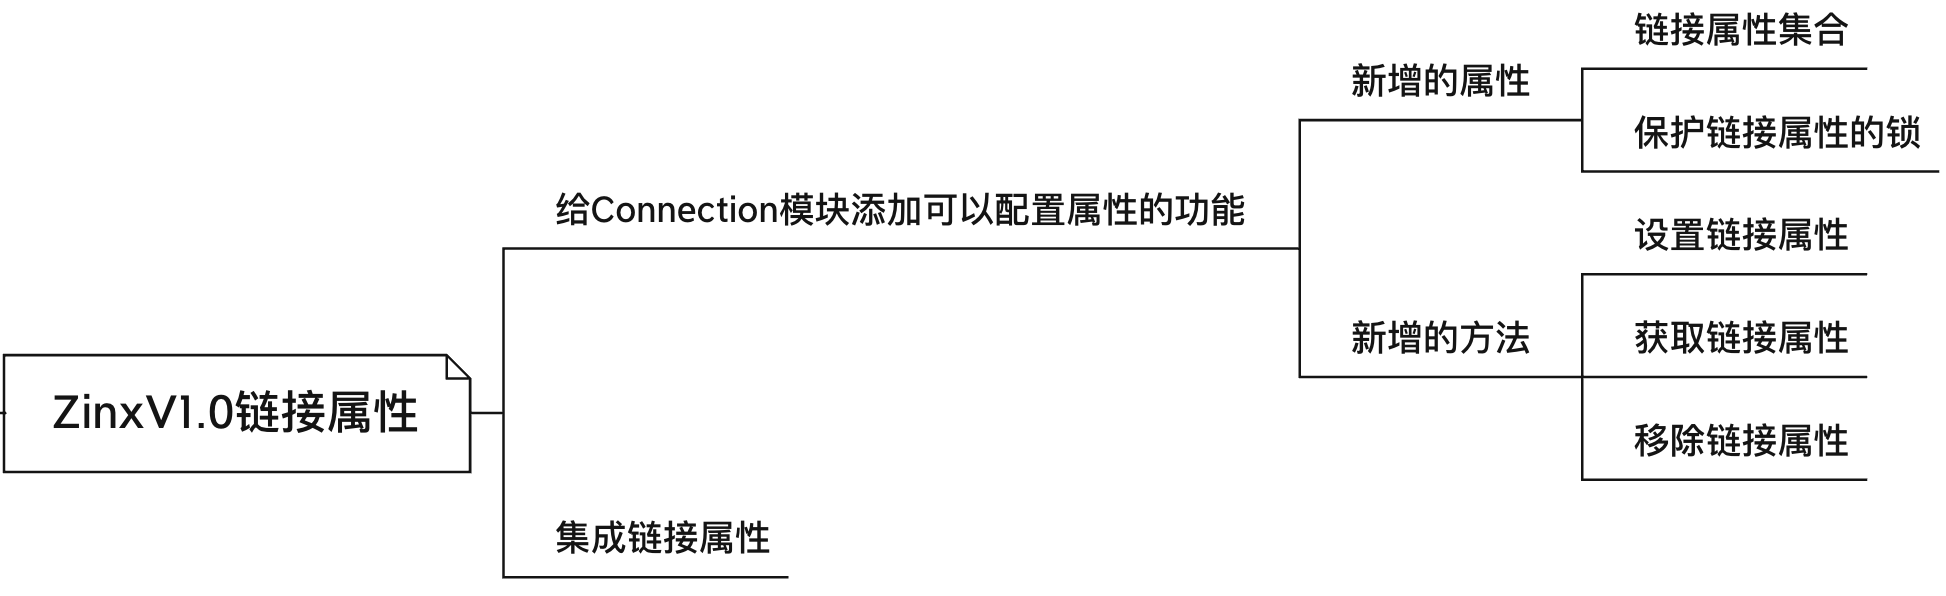 ZinxV1.0链接属性
给Connection模块添加可以配置属性的功能
新增的属性
链接属性集合
保护链接属性的锁
新增的方法
设置链接属性
获取链接属性
移除链接属性
集成链接属性